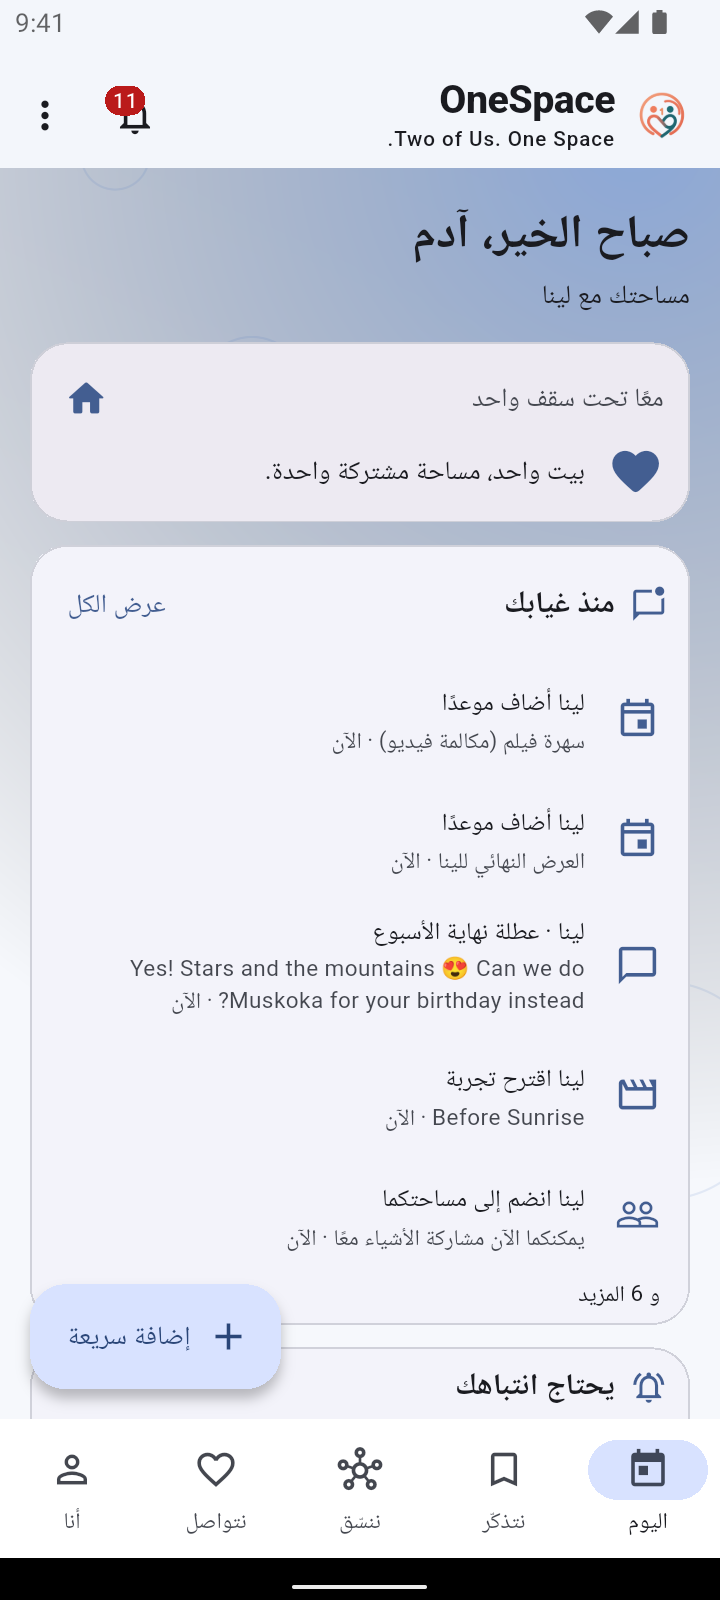 9:41
11
OneSpace
Two of Us. One Space.
صباح الخير، آدم
مساحتك مع لينا
معًا تحت سقف واحد
بيت واحد، مساحة مشتركة واحدة.
منذ غيابك
عرض الكل
لينا أضاف موعدًا
سهرة فيلم (مكالمة فيديو) · الآن
لينا أضاف موعدًا
العرض النهائي للينا · الآن
لينا · عطلة نهاية الأسبوع
Yes! Stars and the mountains 😍 Can we do
Muskoka for your birthday instead? · الآن
لينا اقترح تجربة
Before Sunrise · الآن
لينا انضم إلى مساحتكما
يمكنكما الآن مشاركة الأشياء معًا · الآن
و 6 المزيد
إضافة سريعة
يحتاج انتباهك
اليوم
نتذكّر
ننسّق
نتواصل
أنا